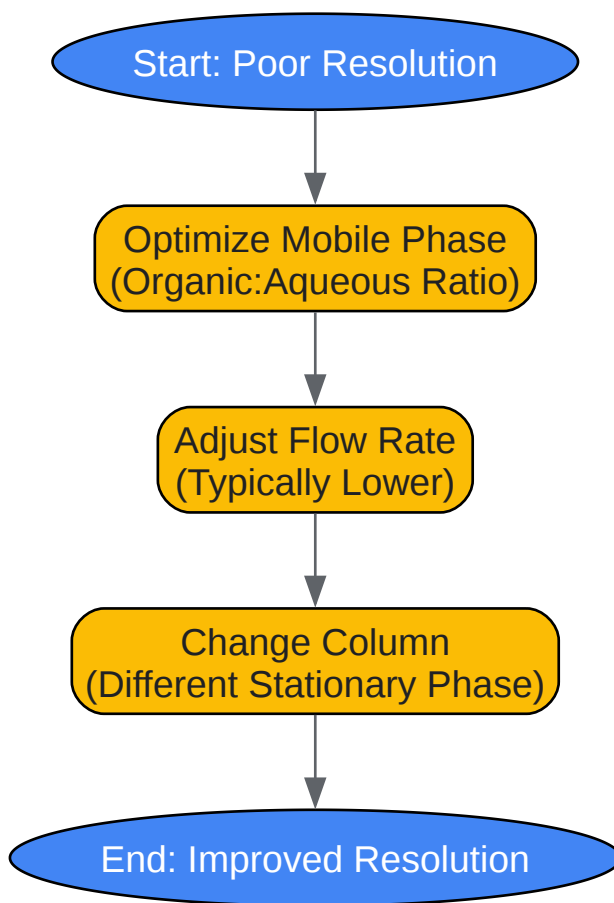 Start: Poor Resolution
Optimize Mobile Phase
(Organic:Aqueous Ratio)
Adjust Flow Rate
(Typically Lower)
Change Column
(Different Stationary Phase)
End: Improved Resolution